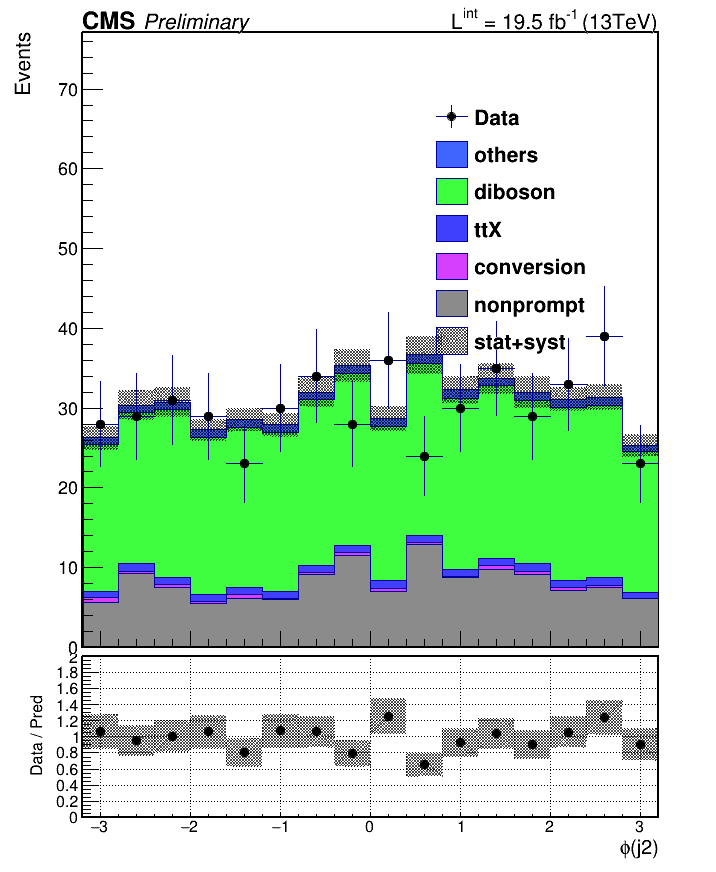 CMS Preliminary L^int = 19.5 fb^-1 (13TeV)
Events
70
60
50
40
30
20
10
0
Data
others
diboson
ttX
conversion
nonprompt
stat+syst
Data / Pred
2
1.8
1.6
1.4
1.2
1
0.8
0.6
0.4
0.2
0
−3 −2 −1 0 1 2 3
ϕ(j2)